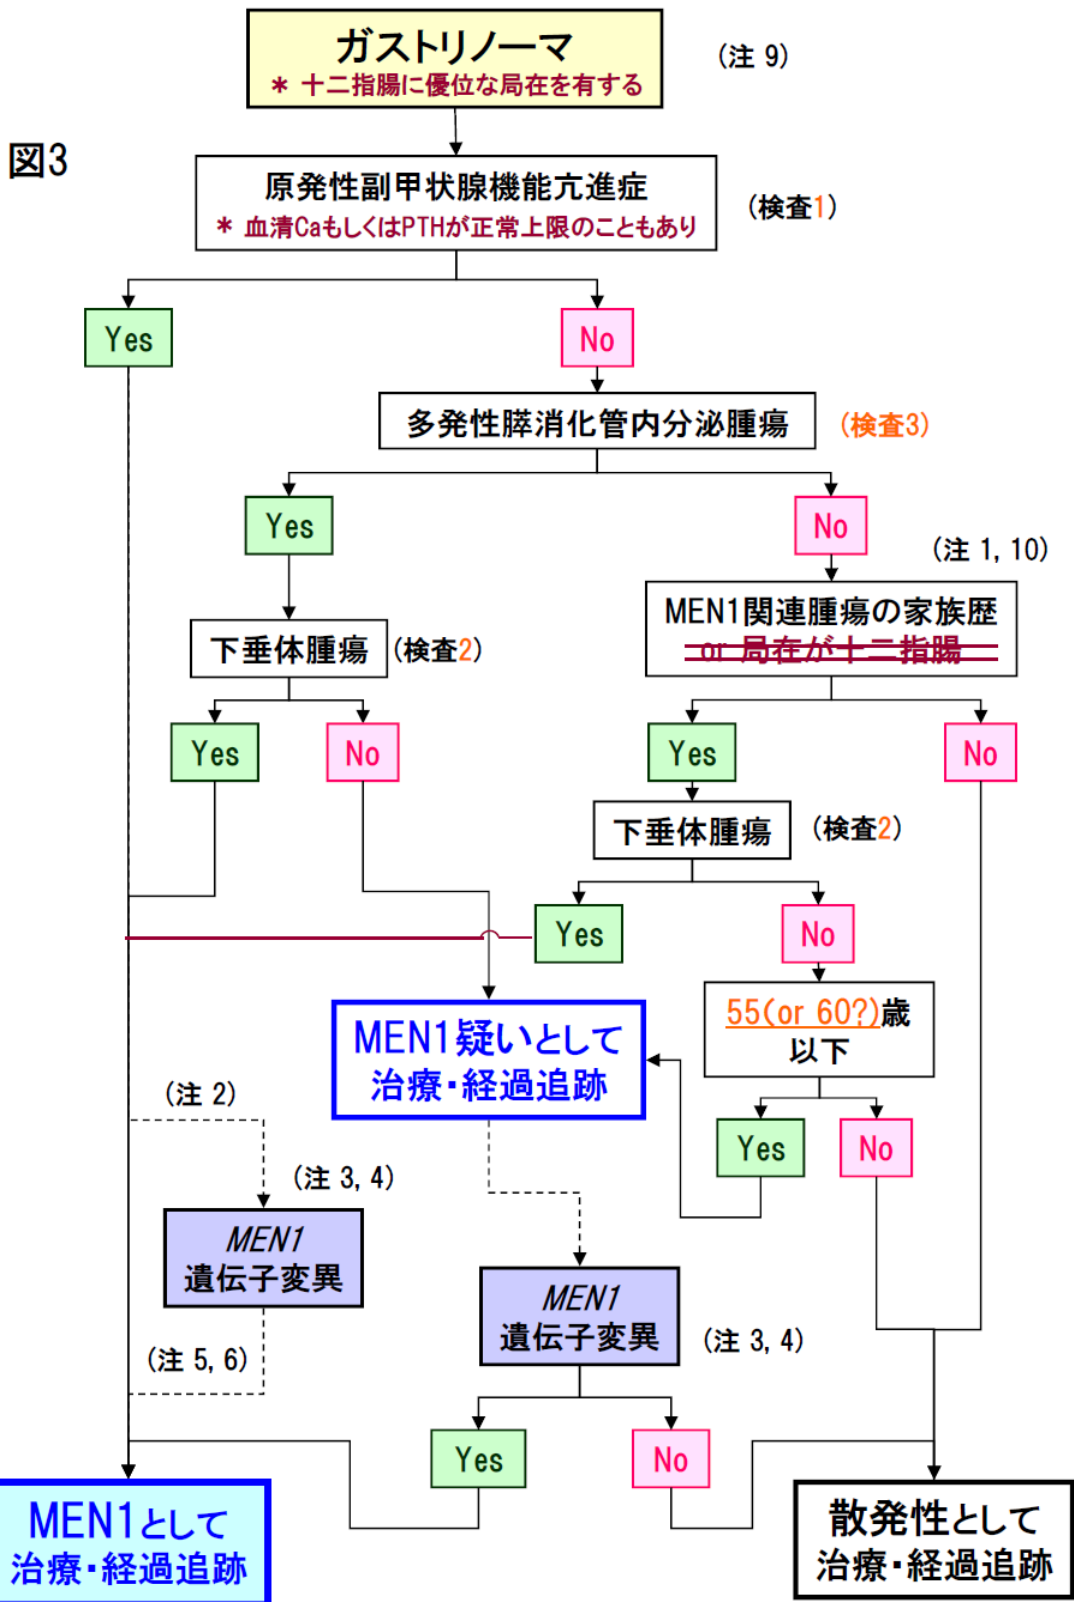 ガストリノーマ
* 十二指腸に優位な局在を有する
(注 9)
図3
原発性副甲状腺機能亢進症
* 血清CaもしくはPTHが正常上限のこともあり
(検査1)
Yes
No
多発性膵消化管内分泌腫瘍
(検査3)
Yes
No
(注 1, 10)
下垂体腫瘍
(検査2)
MEN1関連腫瘍の家族歴
or 局在が十二指腸
Yes
No
Yes
No
下垂体腫瘍
(検査2)
Yes
No
55(or 60?)歳
以下
MEN1疑いとして
治療・経過追跡
(注 2)
Yes
No
(注 3, 4)
MEN1
遺伝子変異
MEN1
遺伝子変異
(注 3, 4)
(注 5, 6)
Yes
No
MEN1として
治療・経過追跡
散発性として
治療・経過追跡